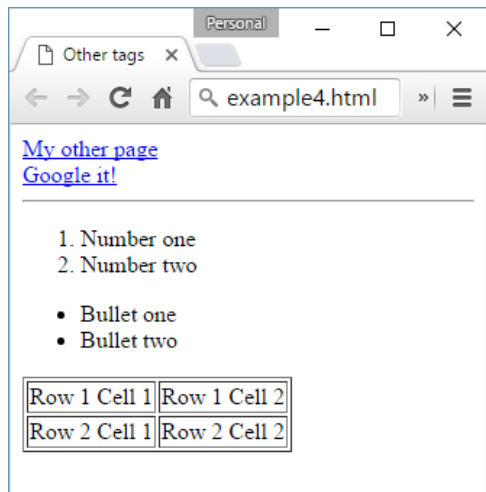 Personal
Other tags
example4.html
My other page
Google it!
1. Number one
2. Number two
• Bullet one
• Bullet two
Row 1 Cell 1 Row 1 Cell 2
Row 2 Cell 1 Row 2 Cell 2